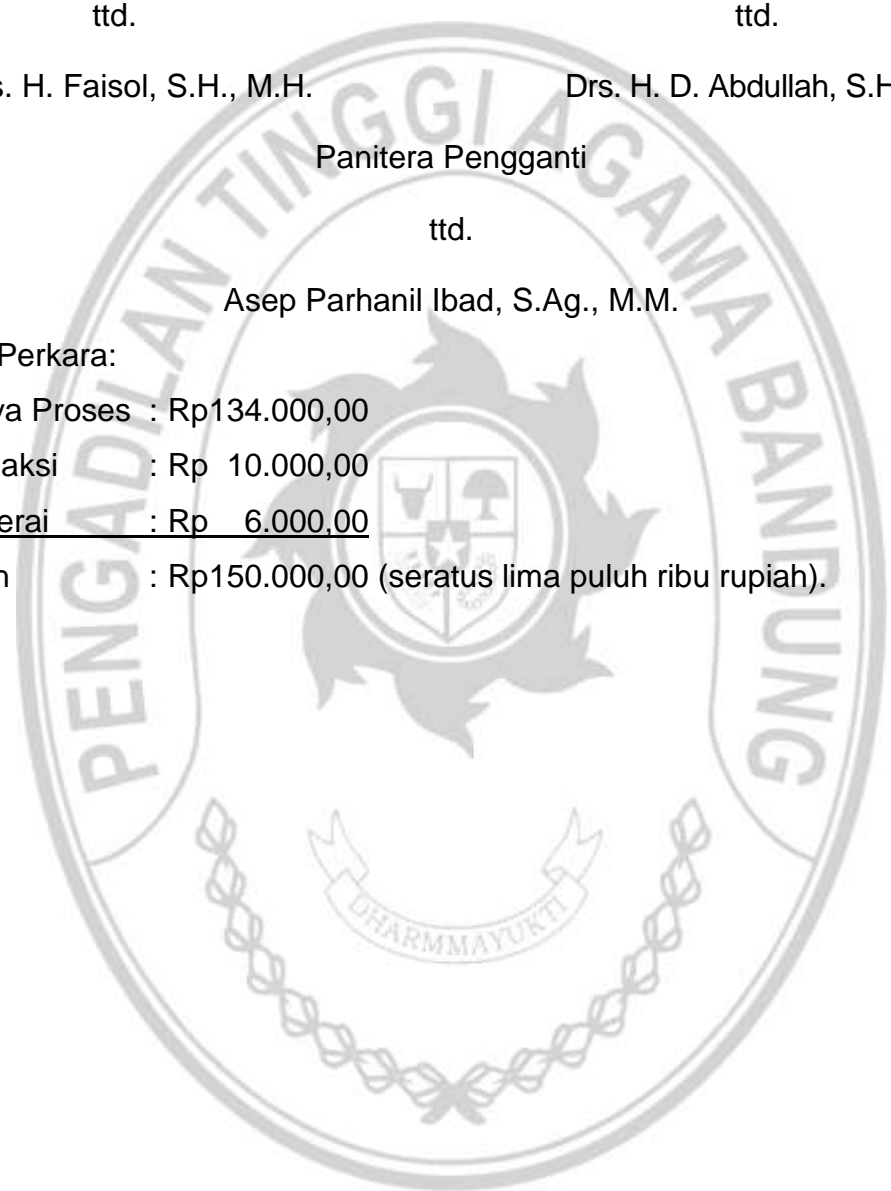 ttd. ttd.
s. H. Faisol, S.H., M.H. Drs. H. D. Abdullah, S.H
Panitera Pengganti
ttd.
Asep Parhanil Ibad, S.Ag., M.M.
Perkara:
ya Proses : Rp134.000,00
aksi : Rp 10.000,00
erai : Rp 6.000,00
n : Rp150.000,00 (seratus lima puluh ribu rupiah).
PENGADILAN TINGGI AGAMA BANDUNG
DHARMMAYUKTI